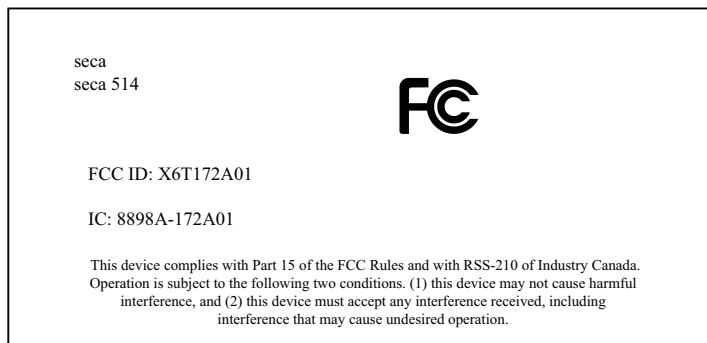 seca
seca 514
FC
FCC ID: X6T172A01
IC: 8898A-172A01
This device complies with Part 15 of the FCC Rules and with RSS-210 of Industry Canada.
Operation is subject to the following two conditions. (1) this device may not cause harmful
interference, and (2) this device must accept any interference received, including
interference that may cause undesired operation.